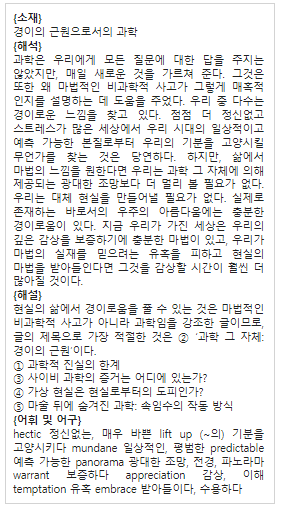 {소재}
경이의 근원으로서의 과학
{해석}
과학은 우리에게 모든 질문에 대한 답을 주지는
않았지만, 매일 새로운 것을 가르쳐 준다. 그것은
또한 왜 마법적인 비과학적 사고가 그렇게 매혹적
인지를 설명하는 데 도움을 주었다. 우리 중 다수는
경이로운 느낌을 찾고 있다. 점점 더 정신없고
스트레스가 많은 세상에서 우리 시대의 일상적이고
예측 가능한 본질로부터 우리의 기분을 고양시킬
무언가를 찾는 것은 당연하다. 하지만, 삶에서
마법의 느낌을 원한다면 우리는 과학 그 자체에 의해
제공되는 광대한 조망보다 더 멀리 볼 필요가 없다.
우리는 대체 현실을 만들어낼 필요가 없다. 실제로
존재하는 바로서의 우주의 아름다움에는 충분한
경이로움이 있다. 지금 우리가 가진 세상은 우리의
깊은 감상을 보증하기에 충분한 마법이 있고, 우리가
마법의 실재를 믿으려는 유혹을 피하고 현실의
마법을 받아들인다면 그것을 감상할 시간이 훨씬 더
많아질 것이다.
{해설}
현실의 삶에서 경이로움을 줄 수 있는 것은 마법적인
비과학적 사고가 아니라 과학임을 강조한 글이므로,
글의 제목으로 가장 적절한 것은 ② ‘과학 그 자체:
경이의 근원’이다.
① 과학적 진실의 한계
③ 사이비 과학의 증거는 어디에 있는가?
④ 가상 현실은 현실로부터의 도피인가?
⑤ 마술 뒤에 숨겨진 과학: 속임수의 작동 방식
{어휘 및 어구}
hectic 정신없는, 매우 바쁜 lift up (~의) 기분을
고양시키다 mundane 일상적인, 평범한 predictable
예측 가능한 panorama 광대한 조망, 전경, 파노라마
warrant 보증하다 appreciation 감상, 이해
temptation 유혹 embrace 받아들이다, 수용하다